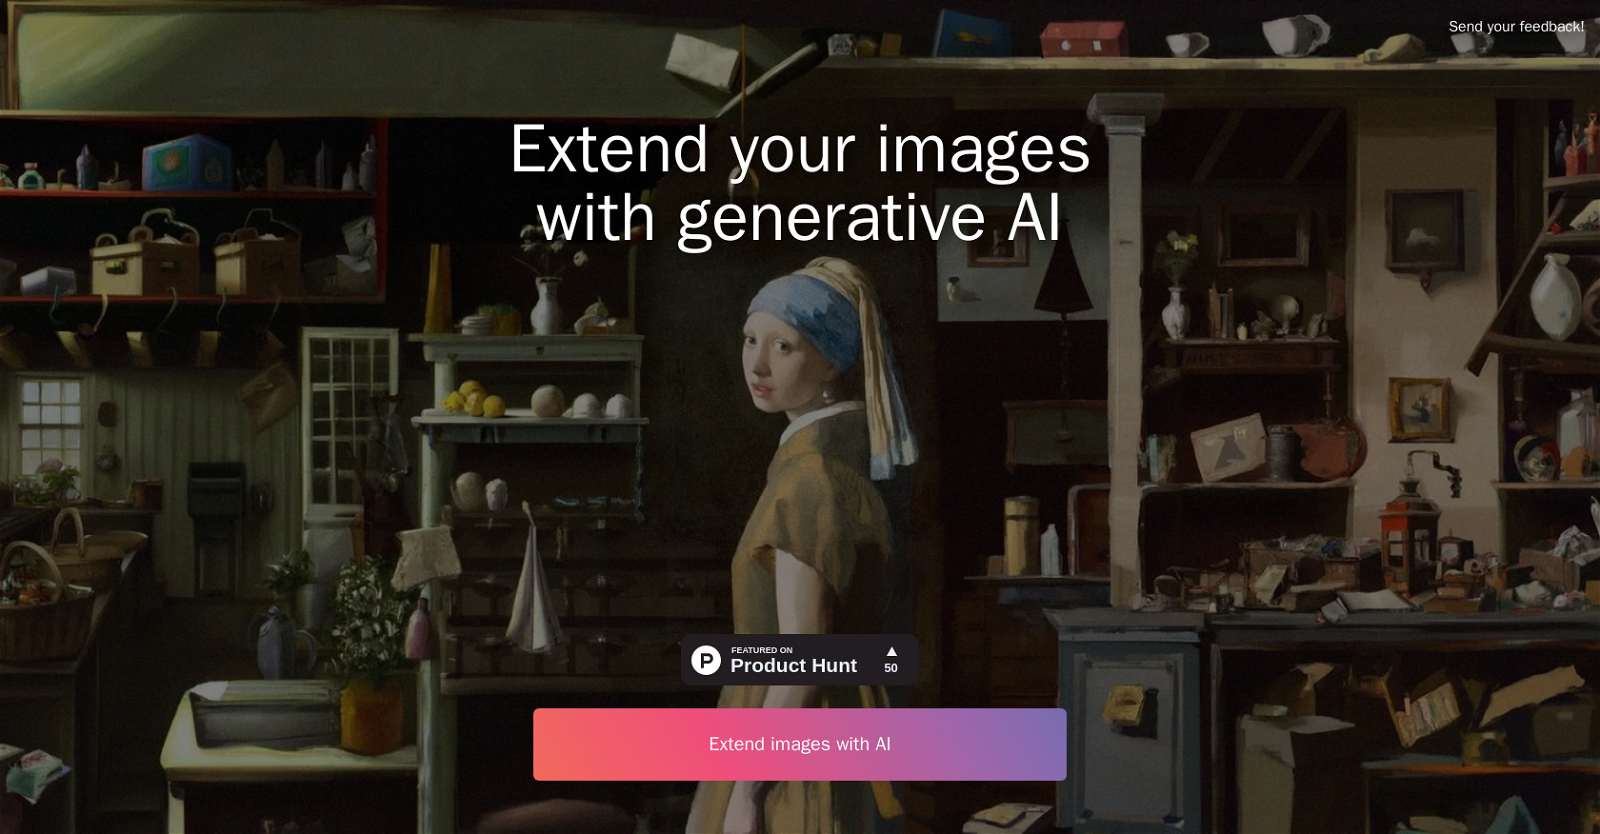 Send your feedback!
Extend your images
with generative AI
P
FEATURED ON
Product Hunt
▲
50
Extend images with AI